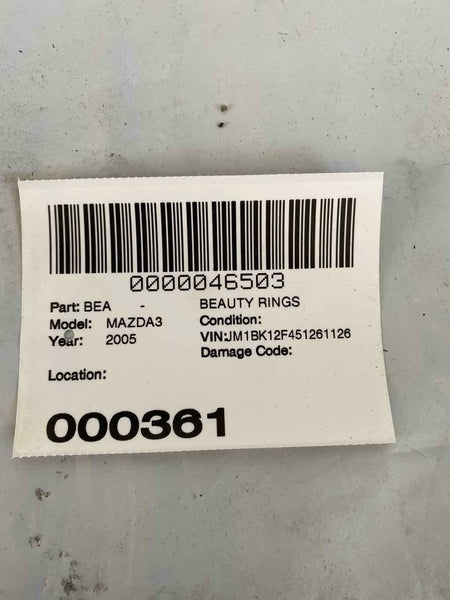 0000046503
Part: BEA - BEAUTY RINGS
Model: MAZDA3 Condition:
Year: 2005 VIN:JM1BK12F451261126
Damage Code:
Location:
000361